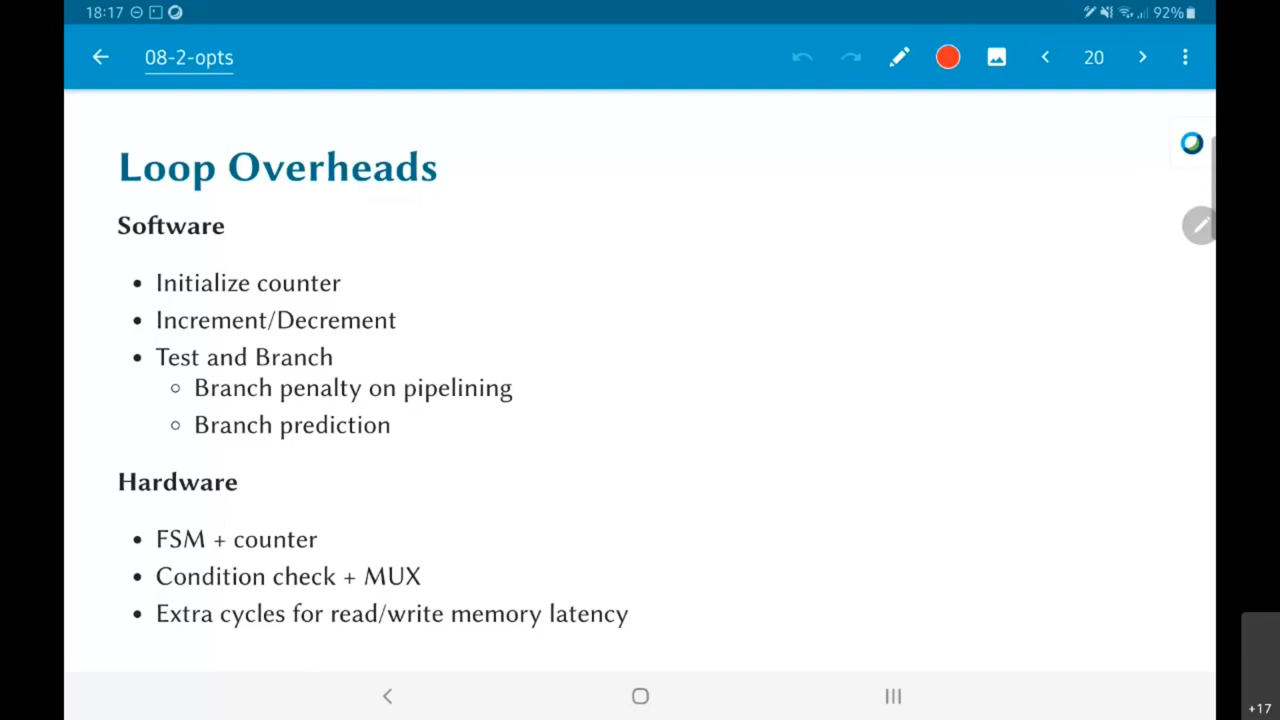 18:17 92%
08-2-opts 20
Loop Overheads
Software
• Initialize counter
• Increment/Decrement
• Test and Branch
◦ Branch penalty on pipelining
◦ Branch prediction
Hardware
• FSM + counter
• Condition check + MUX
• Extra cycles for read/write memory latency
+17